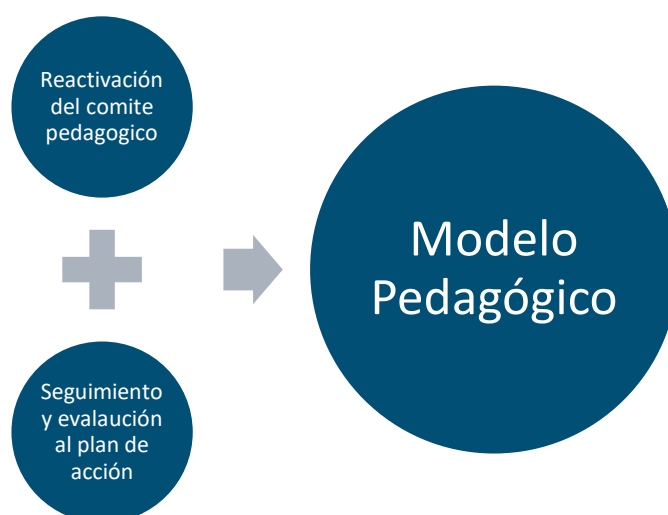 Reactivación
del comite
pedagogico
Seguimiento
y evalaución
al plan de
acción
Modelo
Pedagógico